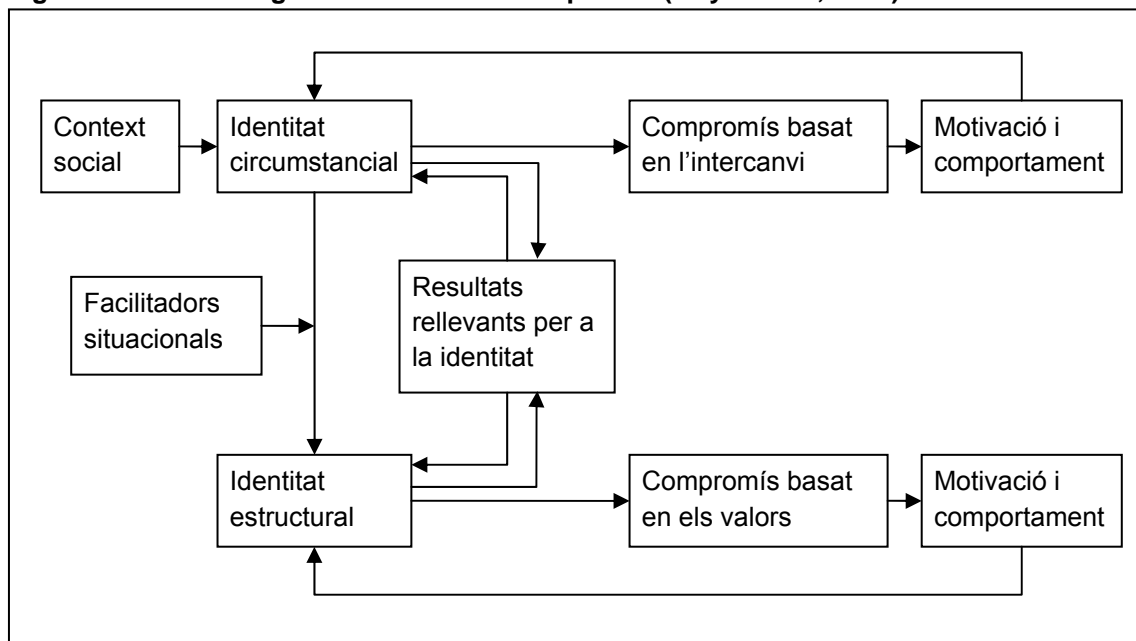 Context
social
Identitat
circumstancial
Compromís basat
en l’intercanvi
Motivació i
comportament
Facilitadors
situacionals
Resultats
rellevants per a
la identitat
Identitat
estructural
Compromís basat
en els valors
Motivació i
comportament